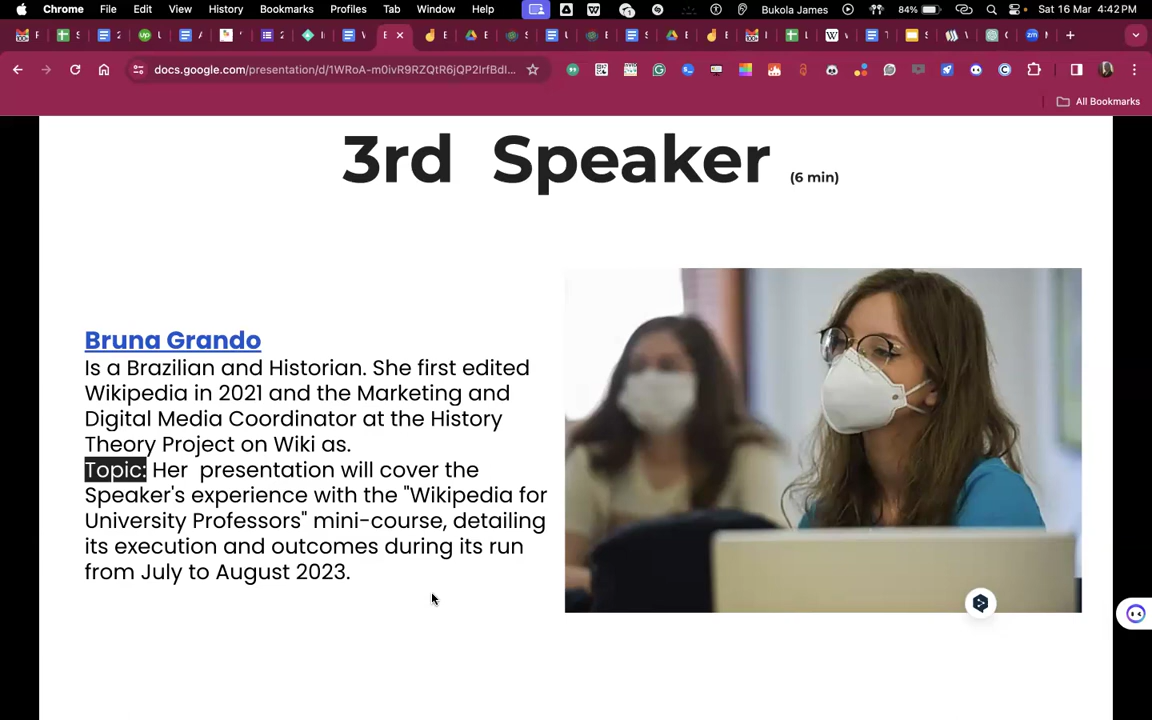 Chrome File Edit View History Bookmarks Profiles Tab Window Help Bukola James 84% Sat 16 Mar 4:42 PM
docs.google.com/presentation/d/1WRoA-m0ivR9RZQtR6jQP2IrfBdI...
All Bookmarks
3rd Speaker (6 min)
Bruna Grando
Is a Brazilian and Historian. She first edited
Wikipedia in 2021 and the Marketing and
Digital Media Coordinator at the History
Theory Project on Wiki as.
Topic: Her presentation will cover the
Speaker's experience with the "Wikipedia for
University Professors" mini-course, detailing
its execution and outcomes during its run
from July to August 2023.